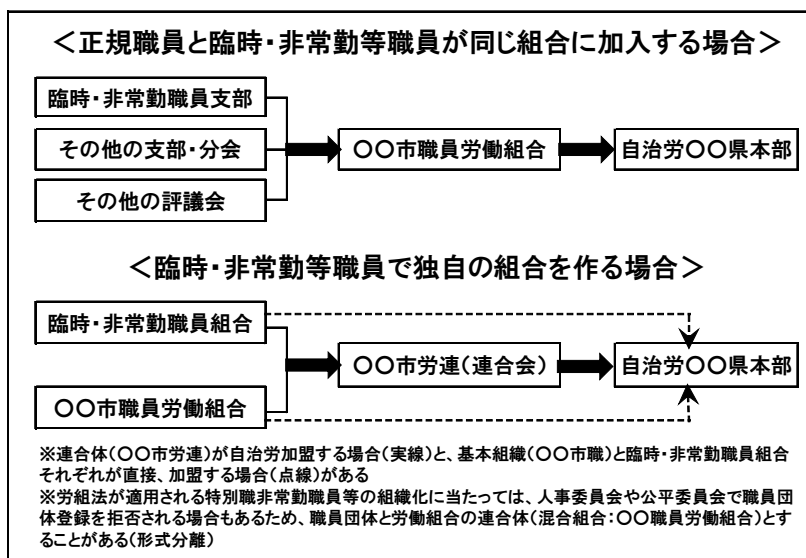 ＜正規職員と臨時・非常勤等職員が同じ組合に加入する場合＞
臨時・非常勤職員支部
その他の支部・分会
〇〇市職員労働組合
自治労〇〇県本部
その他の評議会
＜臨時・非常勤等職員で独自の組合を作る場合＞
臨時・非常勤職員組合
〇〇市労連(連合会)
自治労〇〇県本部
〇〇市職員労働組合
※連合体(〇〇市労連)が自治労加盟する場合(実線)と、基本組織(〇〇市職)と臨時・非常勤職員組合
それぞれが直接、加盟する場合(点線)がある
※労組法が適用される特別職非常勤職員等の組織化に当たっては、人事委員会や公平委員会で職員団
体登録を拒否される場合もあるため、職員団体と労働組合の連合体(混合組合：〇〇職員労働組合)とす
ることがある(形式分離)